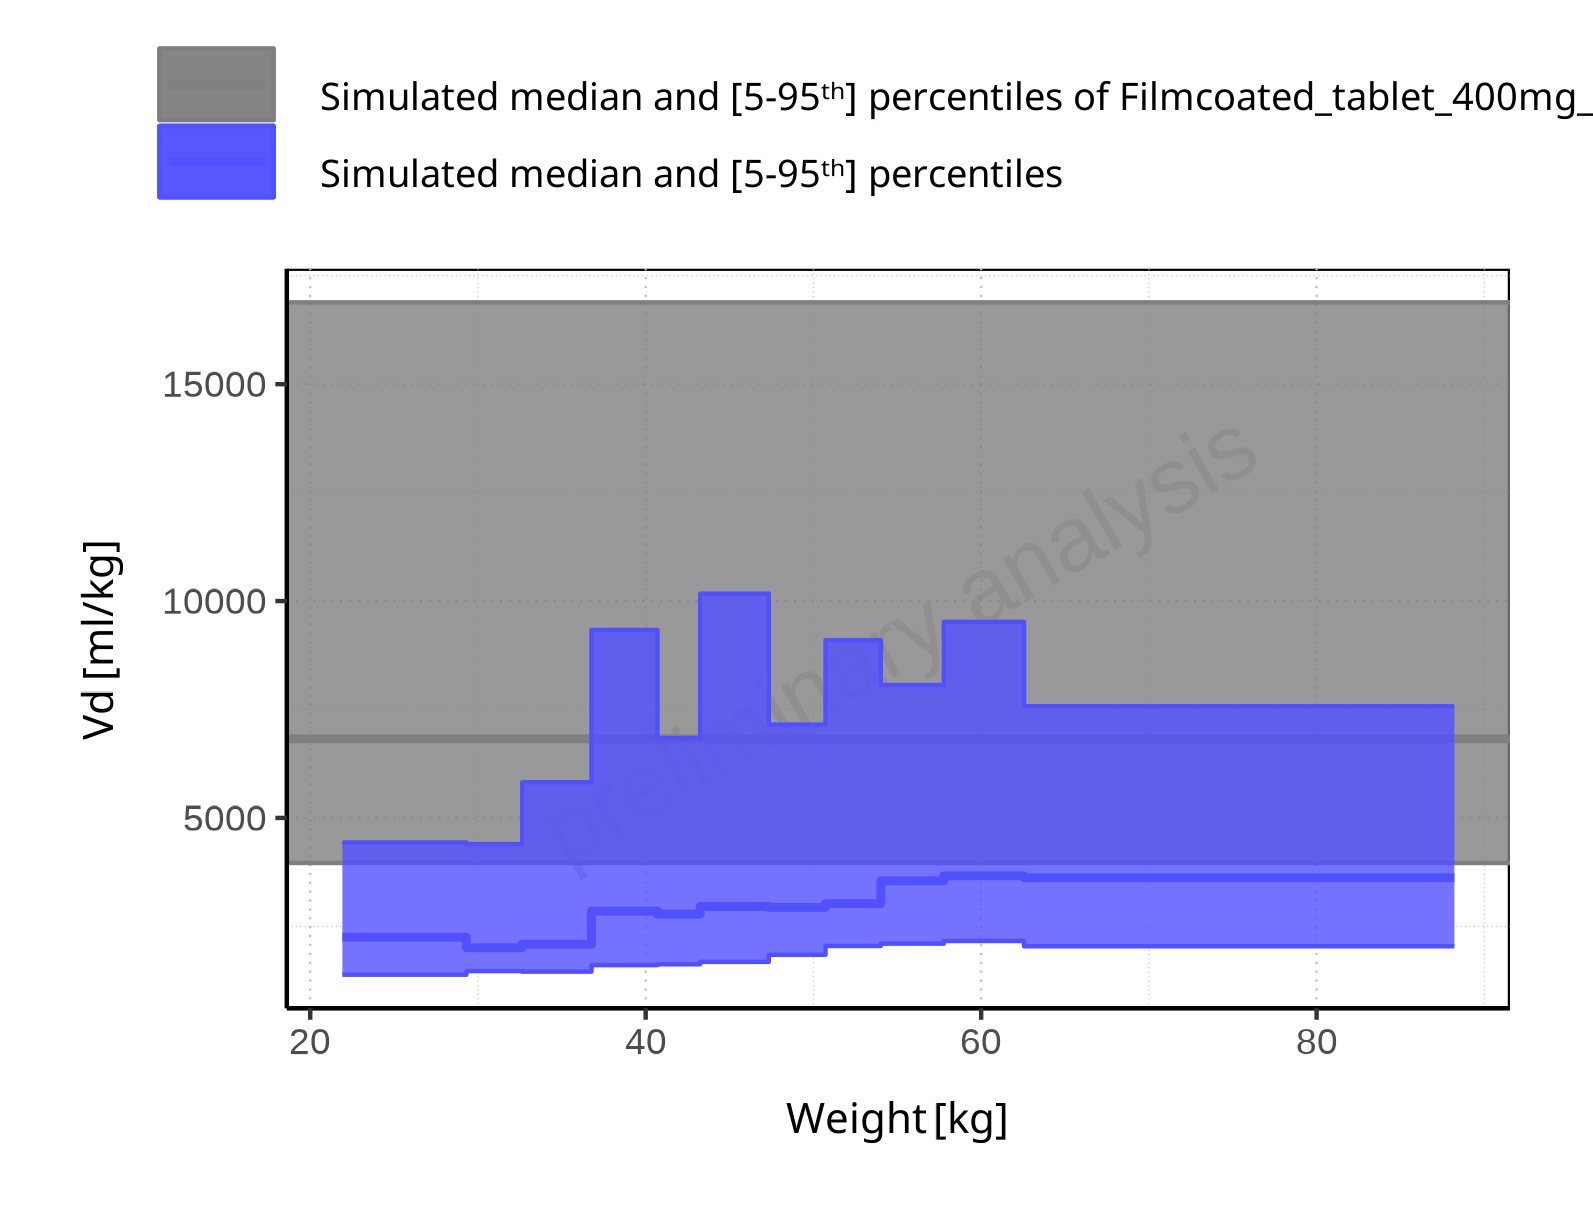 Simulated median and [5-95ᵗʰ] percentiles of Filmcoated_tablet_400mg_
Simulated median and [5-95ᵗʰ] percentiles
15000
10000
5000
Vd [ml/kg]
preliminary analysis
20 40 60 80
Weight [kg]